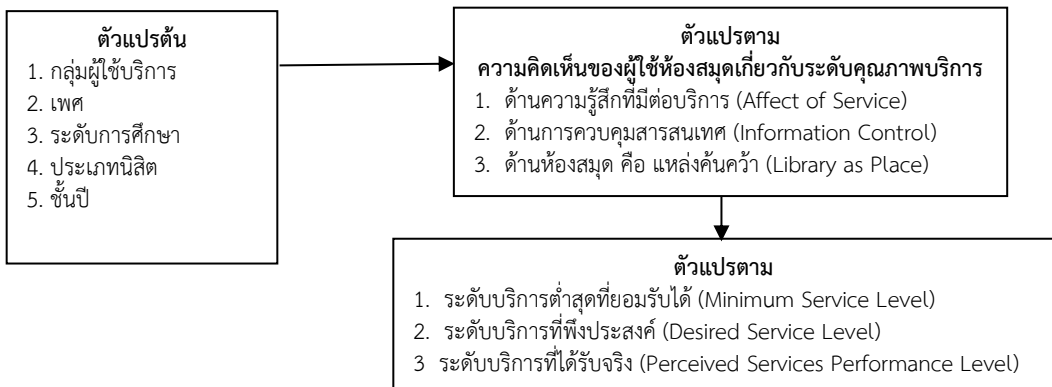 ตัวแปรต้น
1. กลุ่มผู้ใช้บริการ
2. เพศ
3. ระดับการศึกษา
4. ประเภทนิสิต
5. ชั้นปี
ตัวแปรตาม
ความคิดเห็นของผู้ใช้ห้องสมุดเกี่ยวกับระดับคุณภาพบริการ
1. ด้านความรู้สึกที่มีต่อบริการ (Affect of Service)
2. ด้านการควบคุมสารสนเทศ (Information Control)
3. ด้านห้องสมุด คือ แหล่งค้นคว้า (Library as Place)
ตัวแปรตาม
1. ระดับบริการต่ำสุดที่ยอมรับได้ (Minimum Service Level)
2. ระดับบริการที่พึงประสงค์ (Desired Service Level)
3 ระดับบริการที่ได้รับจริง (Perceived Services Performance Level)